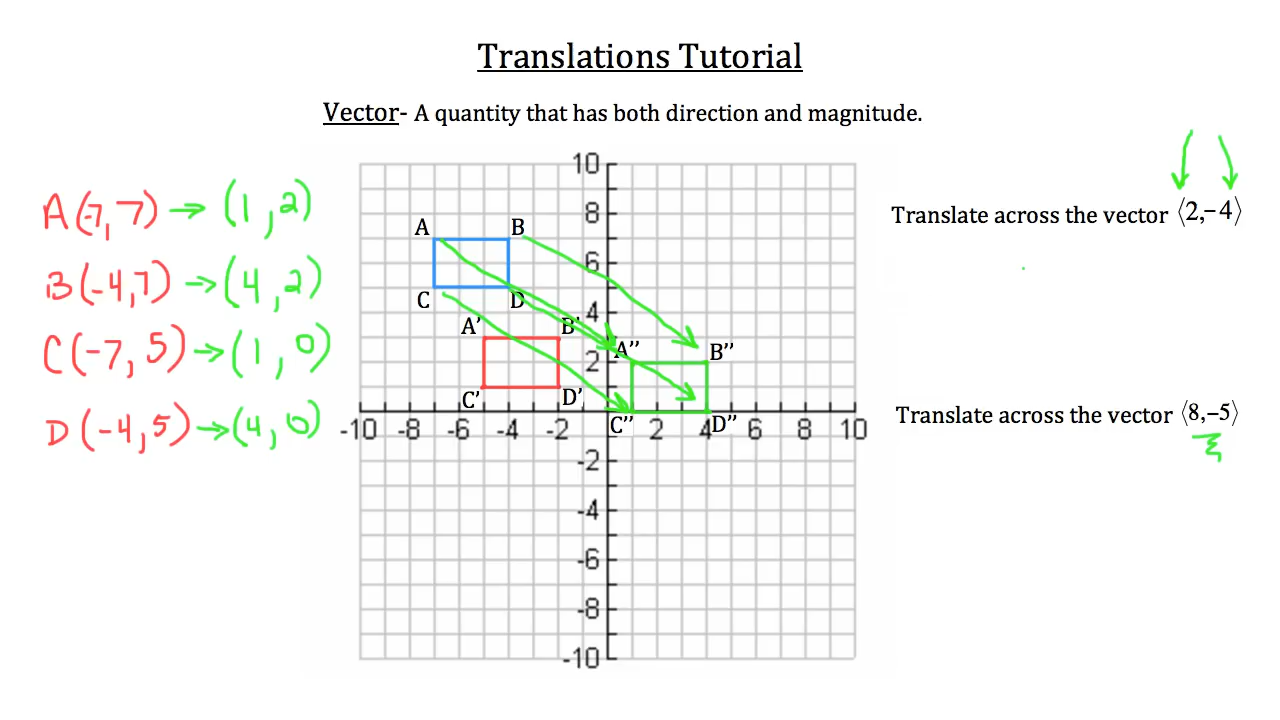 Translations Tutorial
Vector- A quantity that has both direction and magnitude.
A(-7,7) → (1,2)
B(-4,7) → (4,2)
C(-7,5) → (1,0)
D(-4,5) → (4,0)
10
8
6
4
2
-10 -8 -6 -4 -2 2 4 6 8 10
-2
-4
-6
-8
-10
A B
C D
A' B'
C' D'
A'' B''
C'' D''
Translate across the vector ⟨2,−4⟩
Translate across the vector ⟨8,−5⟩